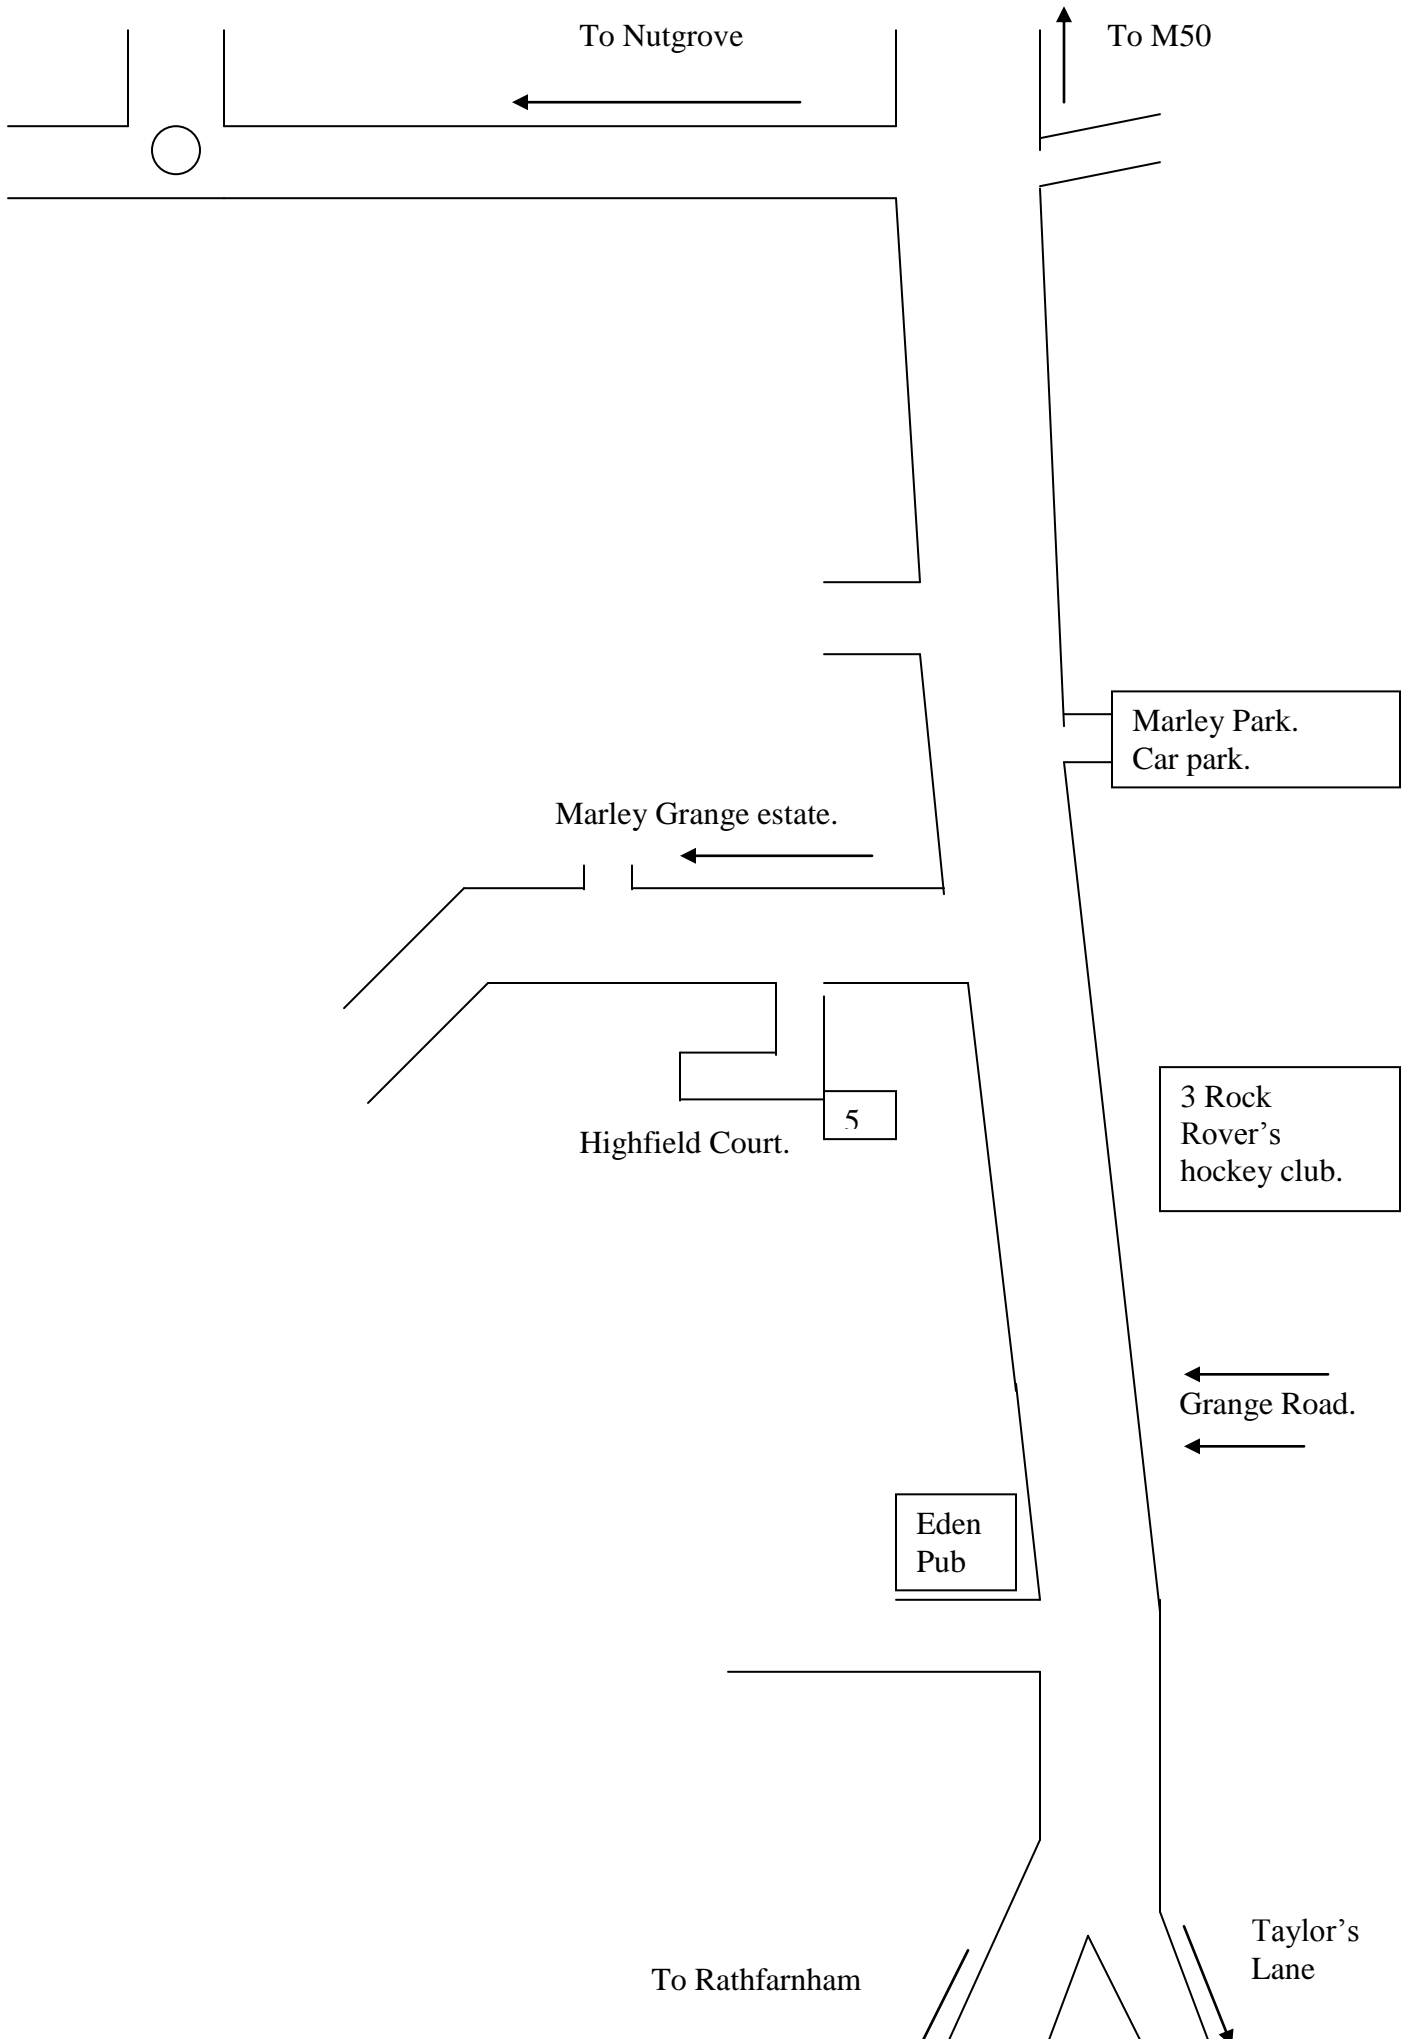 To Nutgrove
To M50
Marley Park.
Car park.
Marley Grange estate.
3 Rock
Rover’s
hockey club.
5
Highfield Court.
Grange Road.
Eden
Pub
Taylor’s
Lane
To Rathfarnham